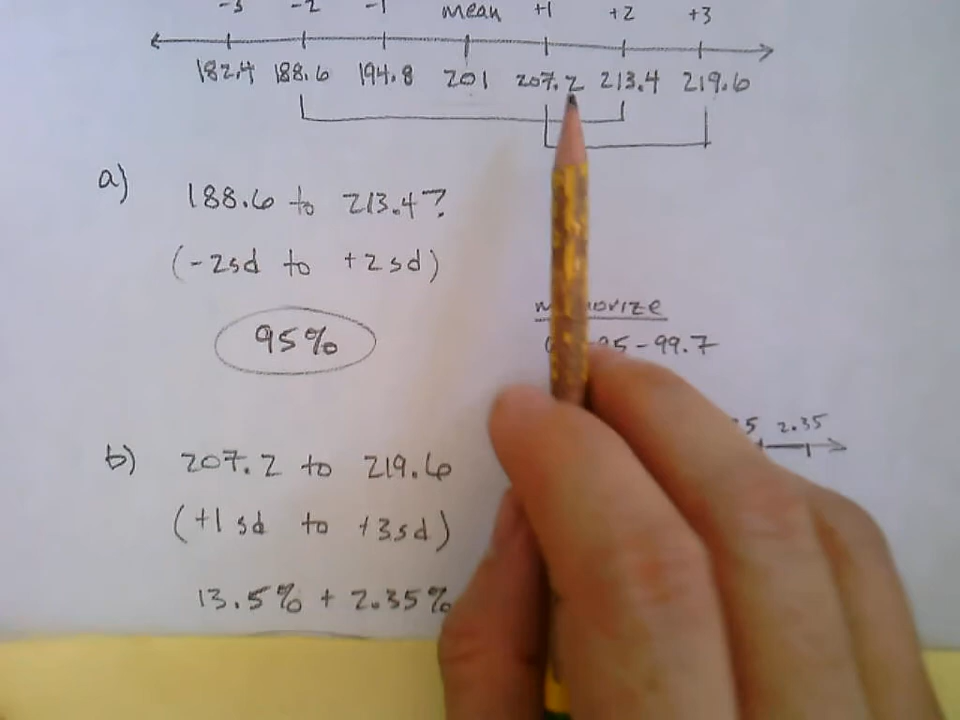 -3 -2 -1 mean +1 +2 +3
182.4 188.6 194.8 201 207.2 213.4 219.6
a) 188.6 to 213.4?
(-2sd to +2sd)
95%
-99.7
2.35
b) 207.2 to 219.6
(+1sd to +3sd)
13.5% + 2.35%